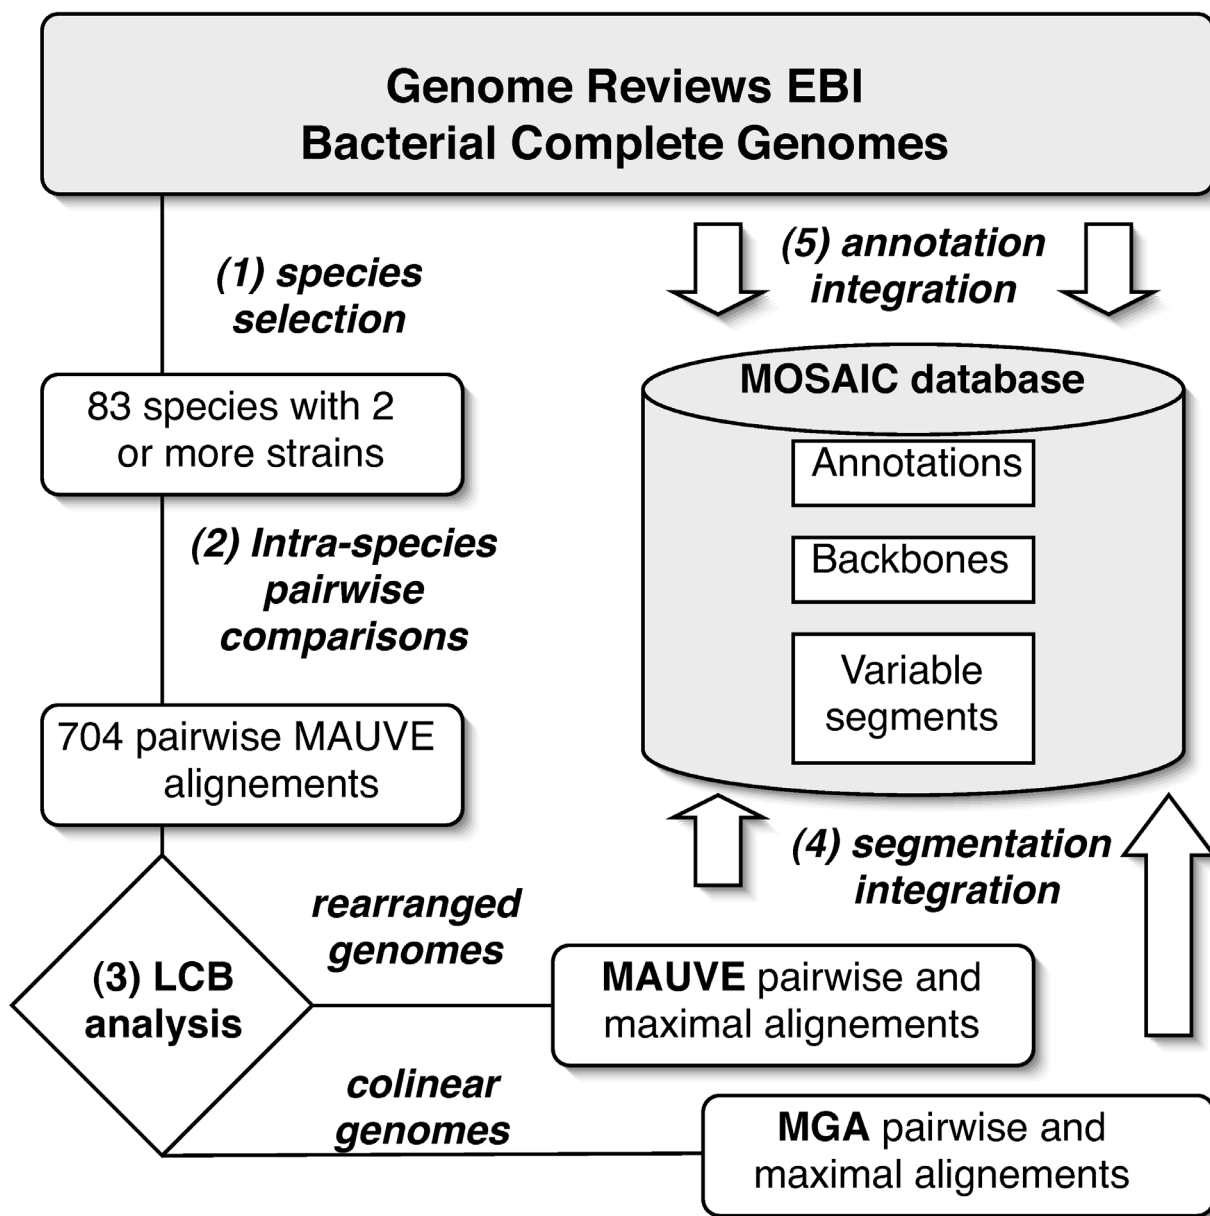 Genome Reviews EBI
Bacterial Complete Genomes
(1) species
selection
83 species with 2
or more strains
(2) Intra-species
pairwise
comparisons
704 pairwise MAUVE
alignements
(3) LCB
analysis
rearranged
genomes
MAUVE pairwise and
maximal alignements
colinear
genomes
MGA pairwise and
maximal alignements
(4) segmentation
integration
(5) annotation
integration
MOSAIC database
Annotations
Backbones
Variable
segments